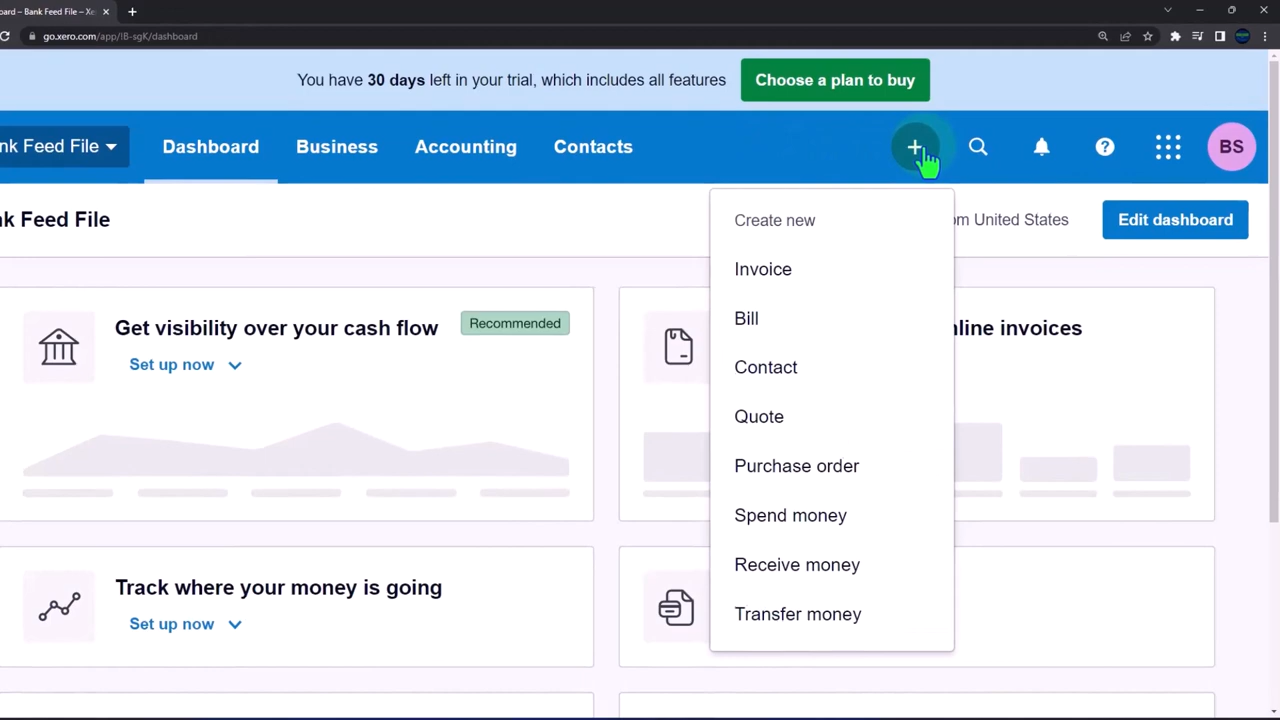 board – Bank Feed File – Xe
go.xero.com/app/!B-sgK/dashboard
You have 30 days left in your trial, which includes all features
Choose a plan to buy
nk Feed File
Dashboard
Business
Accounting
Contacts
BS
nk Feed File
om United States
Edit dashboard
Create new
Invoice
Bill
Contact
Quote
Purchase order
Spend money
Receive money
Transfer money
Get visibility over your cash flow
Recommended
Set up now
nline invoices
Track where your money is going
Set up now